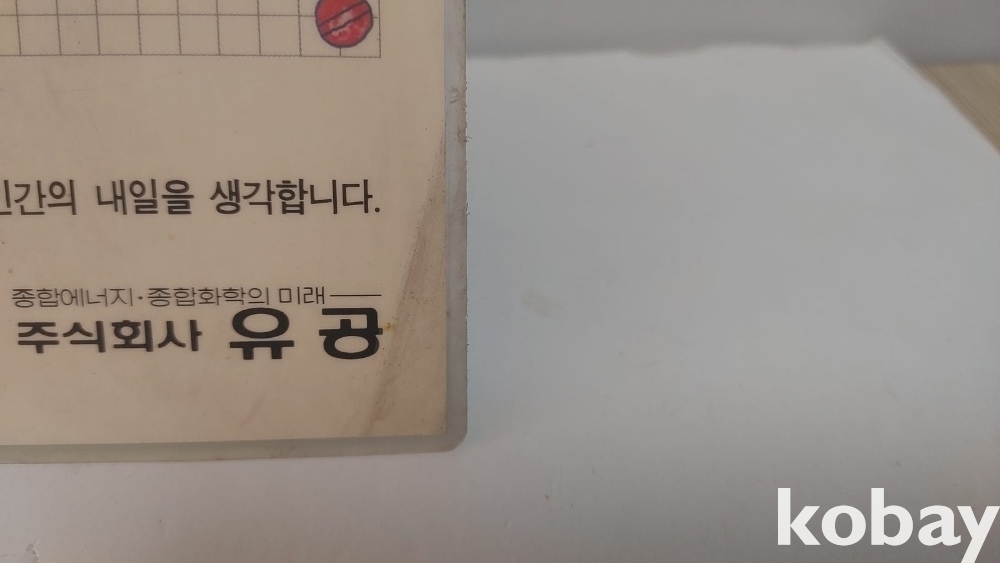 인간의 내일을 생각합니다.
종합에너지·종합화학의 미래
주식회사 유공
kobay